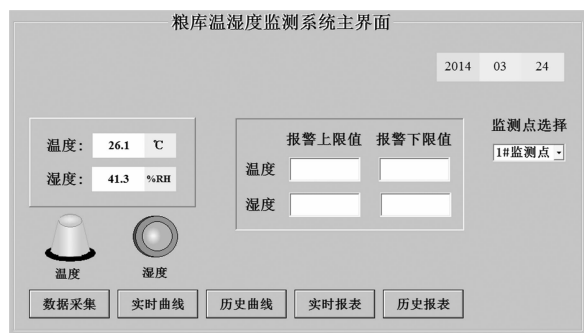 粮库温湿度监测系统主界面
2014 03 24
监测点选择
1#监测点
温度: 26.1 ℃
湿度: 41.3 %RH
报警上限值 报警下限值
温度
湿度
温度 湿度
数据采集 实时曲线 历史曲线 实时报表 历史报表